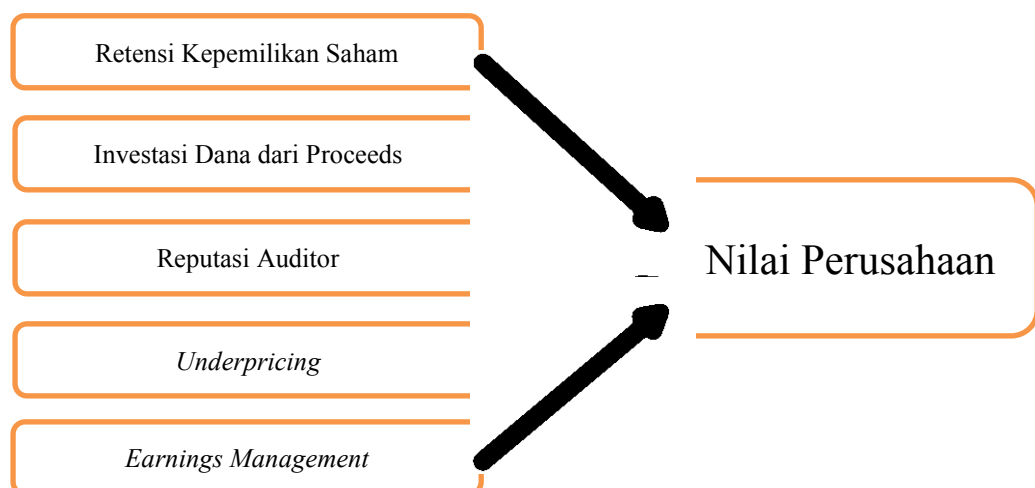 Retensi Kepemilikan Saham
Investasi Dana dari Proceeds
Reputasi Auditor
Underpricing
Earnings Management
Nilai Perusahaan